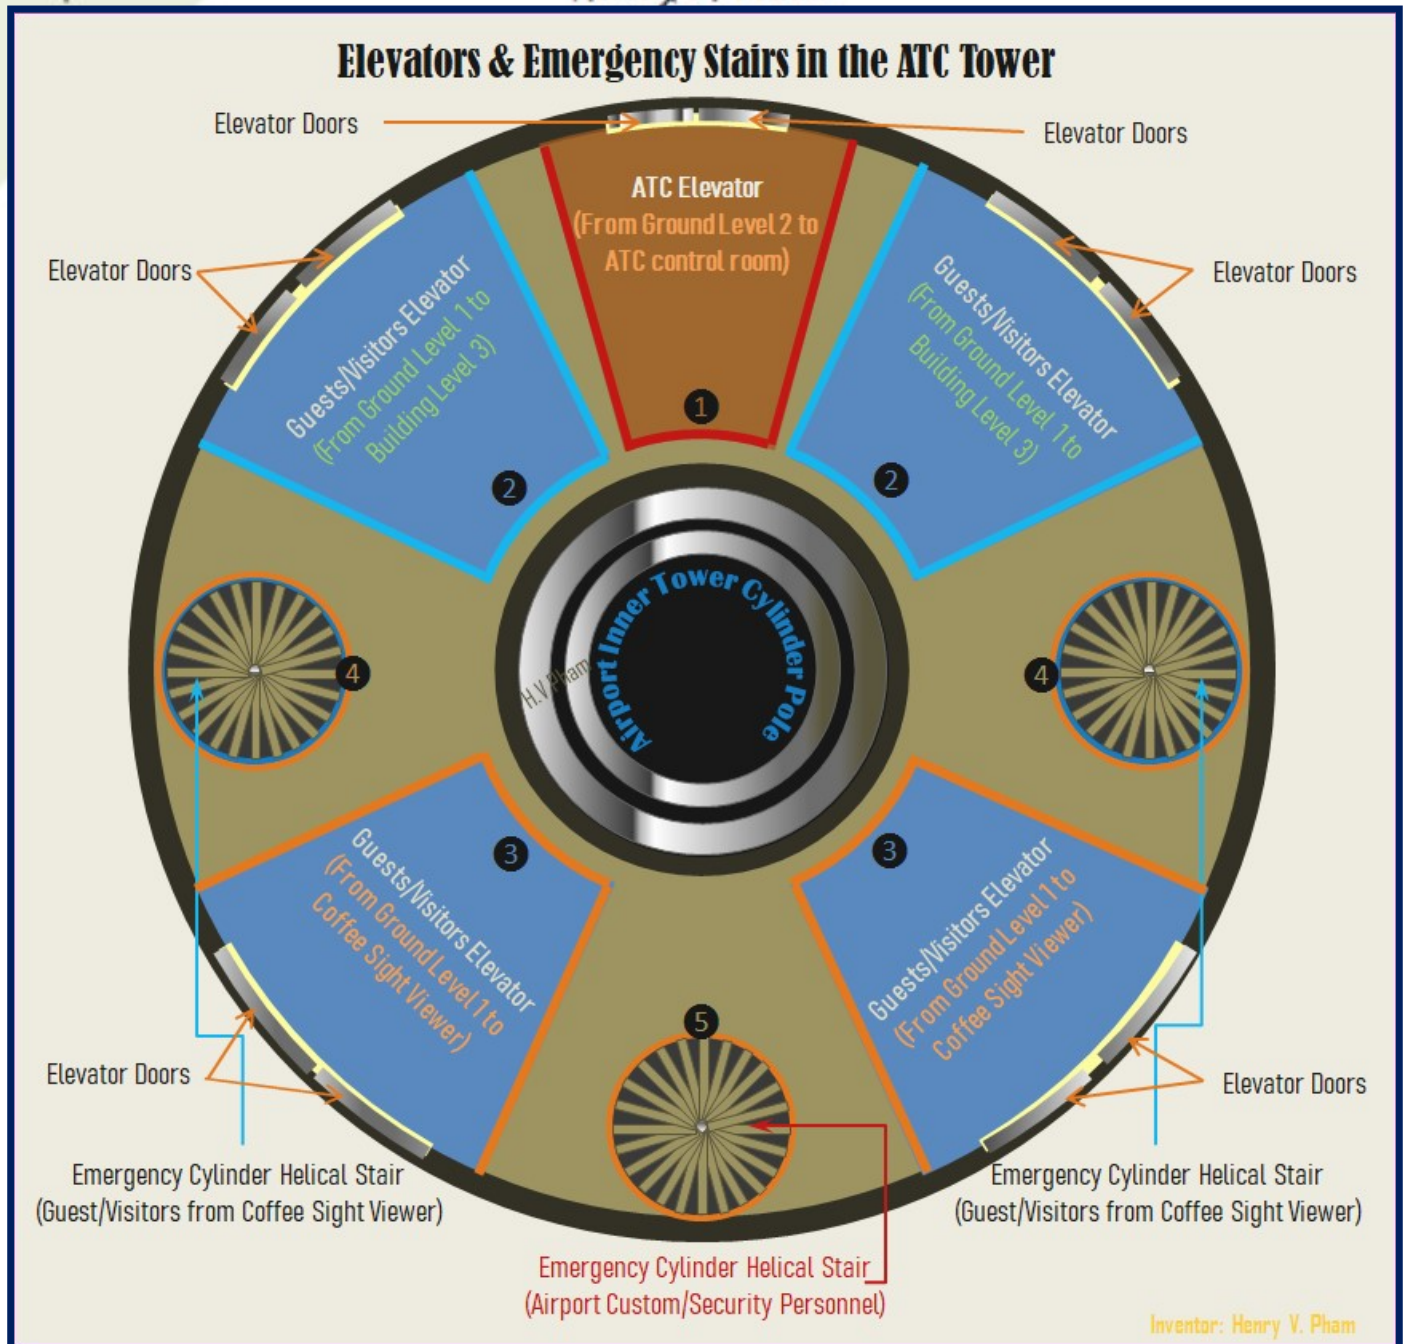 Elevators & Emergency Stairs in the ATC Tower
Elevator Doors
Elevator Doors
ATC Elevator
(From Ground Level 2 to
ATC control room)
1
Elevator Doors
Guests/Visitors Elevator
(From Ground Level 1 to
Building Level 3)
2
Guests/Visitors Elevator
(From Ground Level 1 to
Building Level 3)
2
Elevator Doors
Airport Inner Tower Cylinder Pole
H.V Pham
4
4
3
Guests/Visitors Elevator
(From Ground Level 1 to
Coffee Sight Viewer)
3
Guests/Visitors Elevator
(From Ground Level 1 to
Coffee Sight Viewer)
5
Elevator Doors
Elevator Doors
Emergency Cylinder Helical Stair
(Guest/Visitors from Coffee Sight Viewer)
Emergency Cylinder Helical Stair
(Guest/Visitors from Coffee Sight Viewer)
Emergency Cylinder Helical Stair
(Airport Custom/Security Personnel)
Inventor: Henry V. Pham